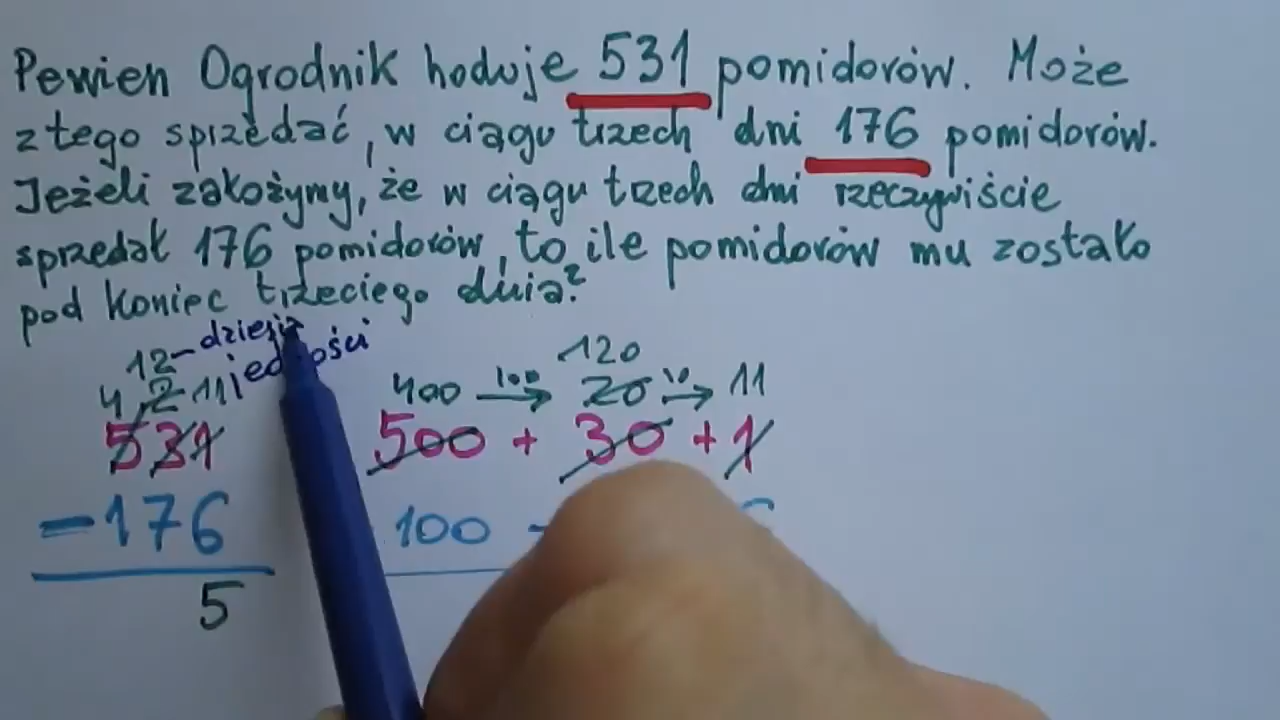 Pewien Ogrodnik hoduje 531 pomidorów. Może
z tego sprzedać, w ciągu trzech dni 176 pomidorów.
Jeżeli założymy, że w ciągu trzech dni rzeczywiście
sprzedał 176 pomidorów, to ile pomidorów mu zostało
pod koniec trzeciego dnia?
12 -
4 2 11
531
- 176
5
120
400 100→ 20 10→ 11
500 + 30 + 1
100 -